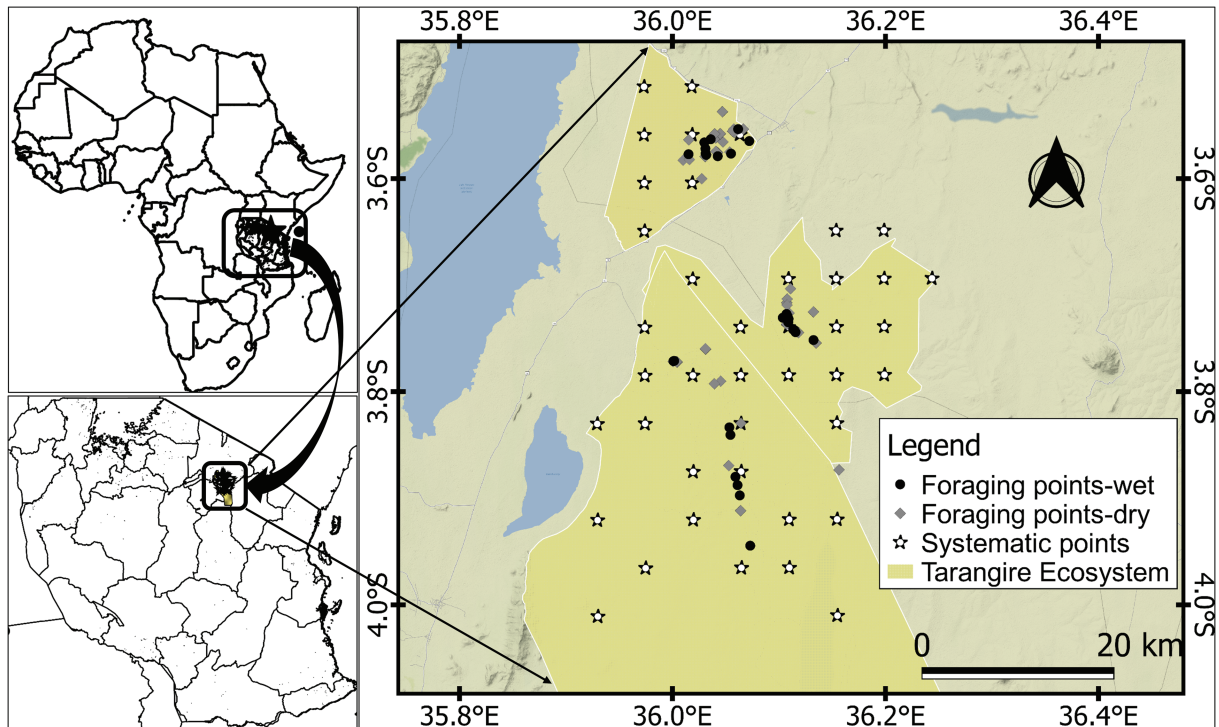 35.8°E 36.0°E 36.2°E 36.4°E
3.6°S 3.6°S
3.8°S 3.8°S
4.0°S 4.0°S
Legend
Foraging points-wet
Foraging points-dry
Systematic points
Tarangire Ecosystem
0 20 km
35.8°E 36.0°E 36.2°E 36.4°E